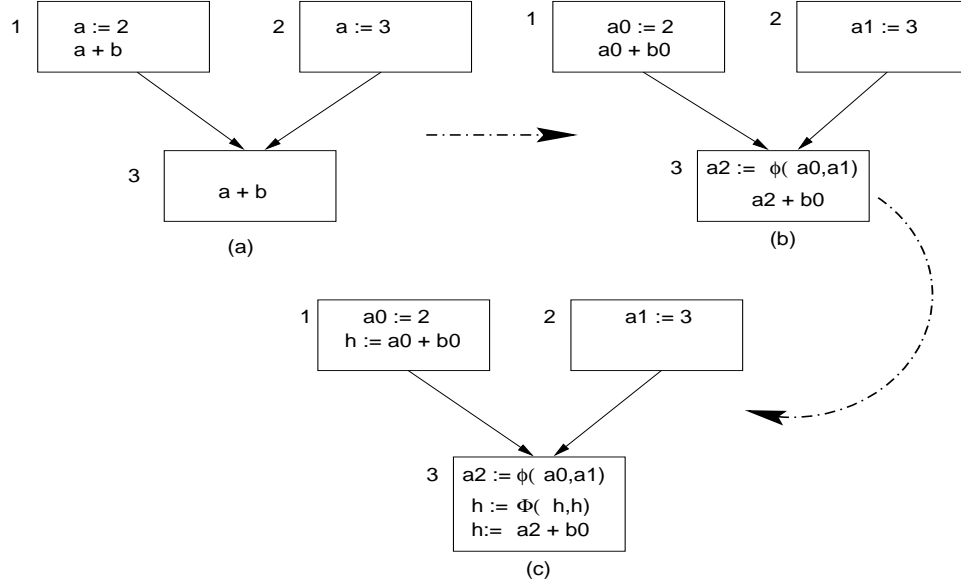 1
a := 2
a + b
2
a := 3
3
a + b
(a)
1
a0 := 2
a0 + b0
2
a1 := 3
3
a2 := ϕ( a0,a1)
a2 + b0
(b)
1
a0 := 2
h := a0 + b0
2
a1 := 3
3
a2 := ϕ( a0,a1)
h := Φ( h,h)
h:= a2 + b0
(c)